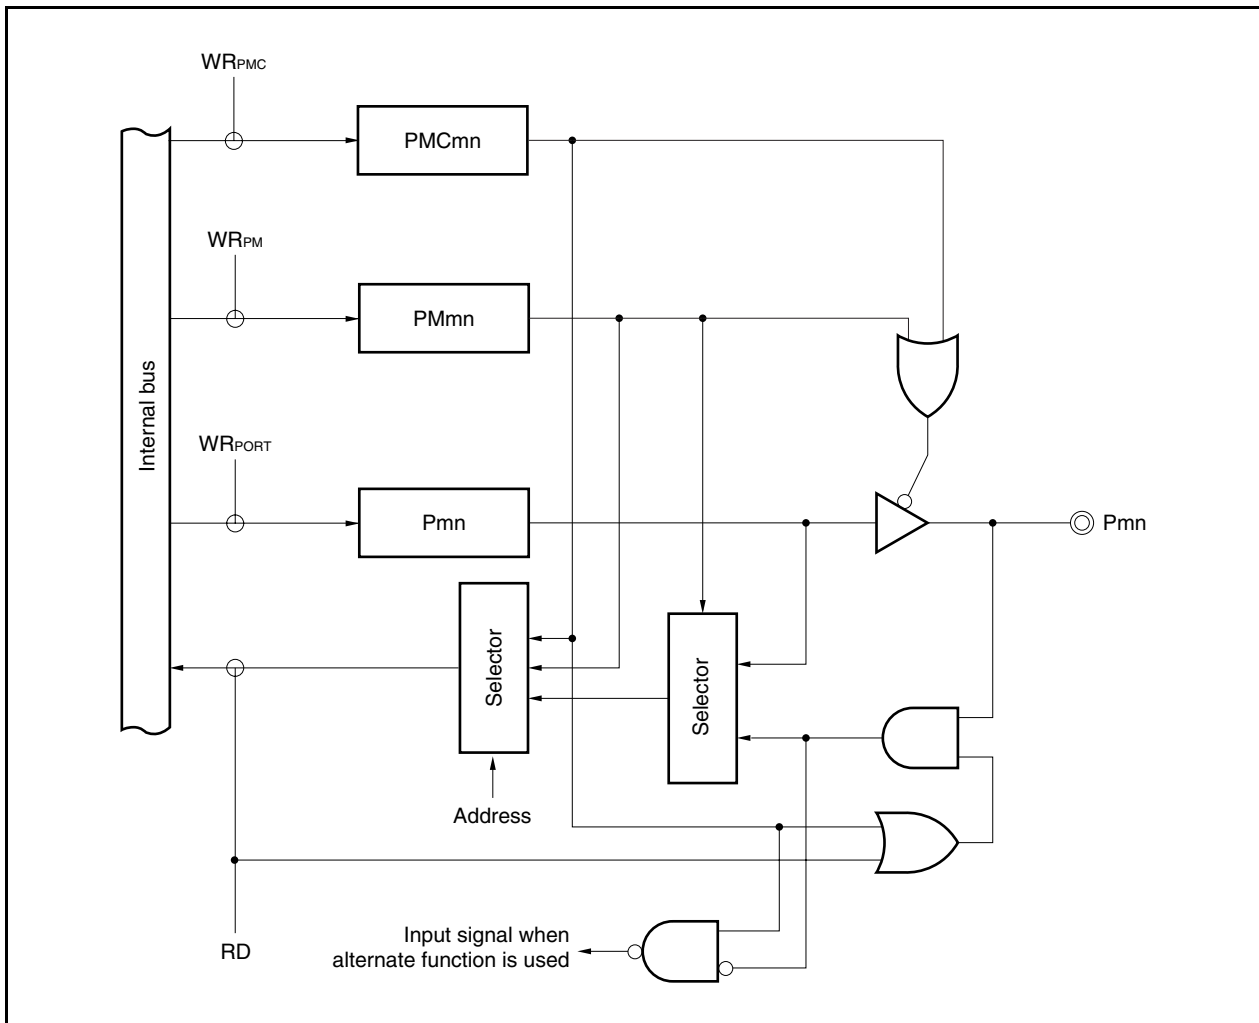 WRPMC
PMCmn
WRPM
PMmn
Internal bus
WRPORT
Pmn
Pmn
Selector
Selector
Address
RD
Input signal when
alternate function is used